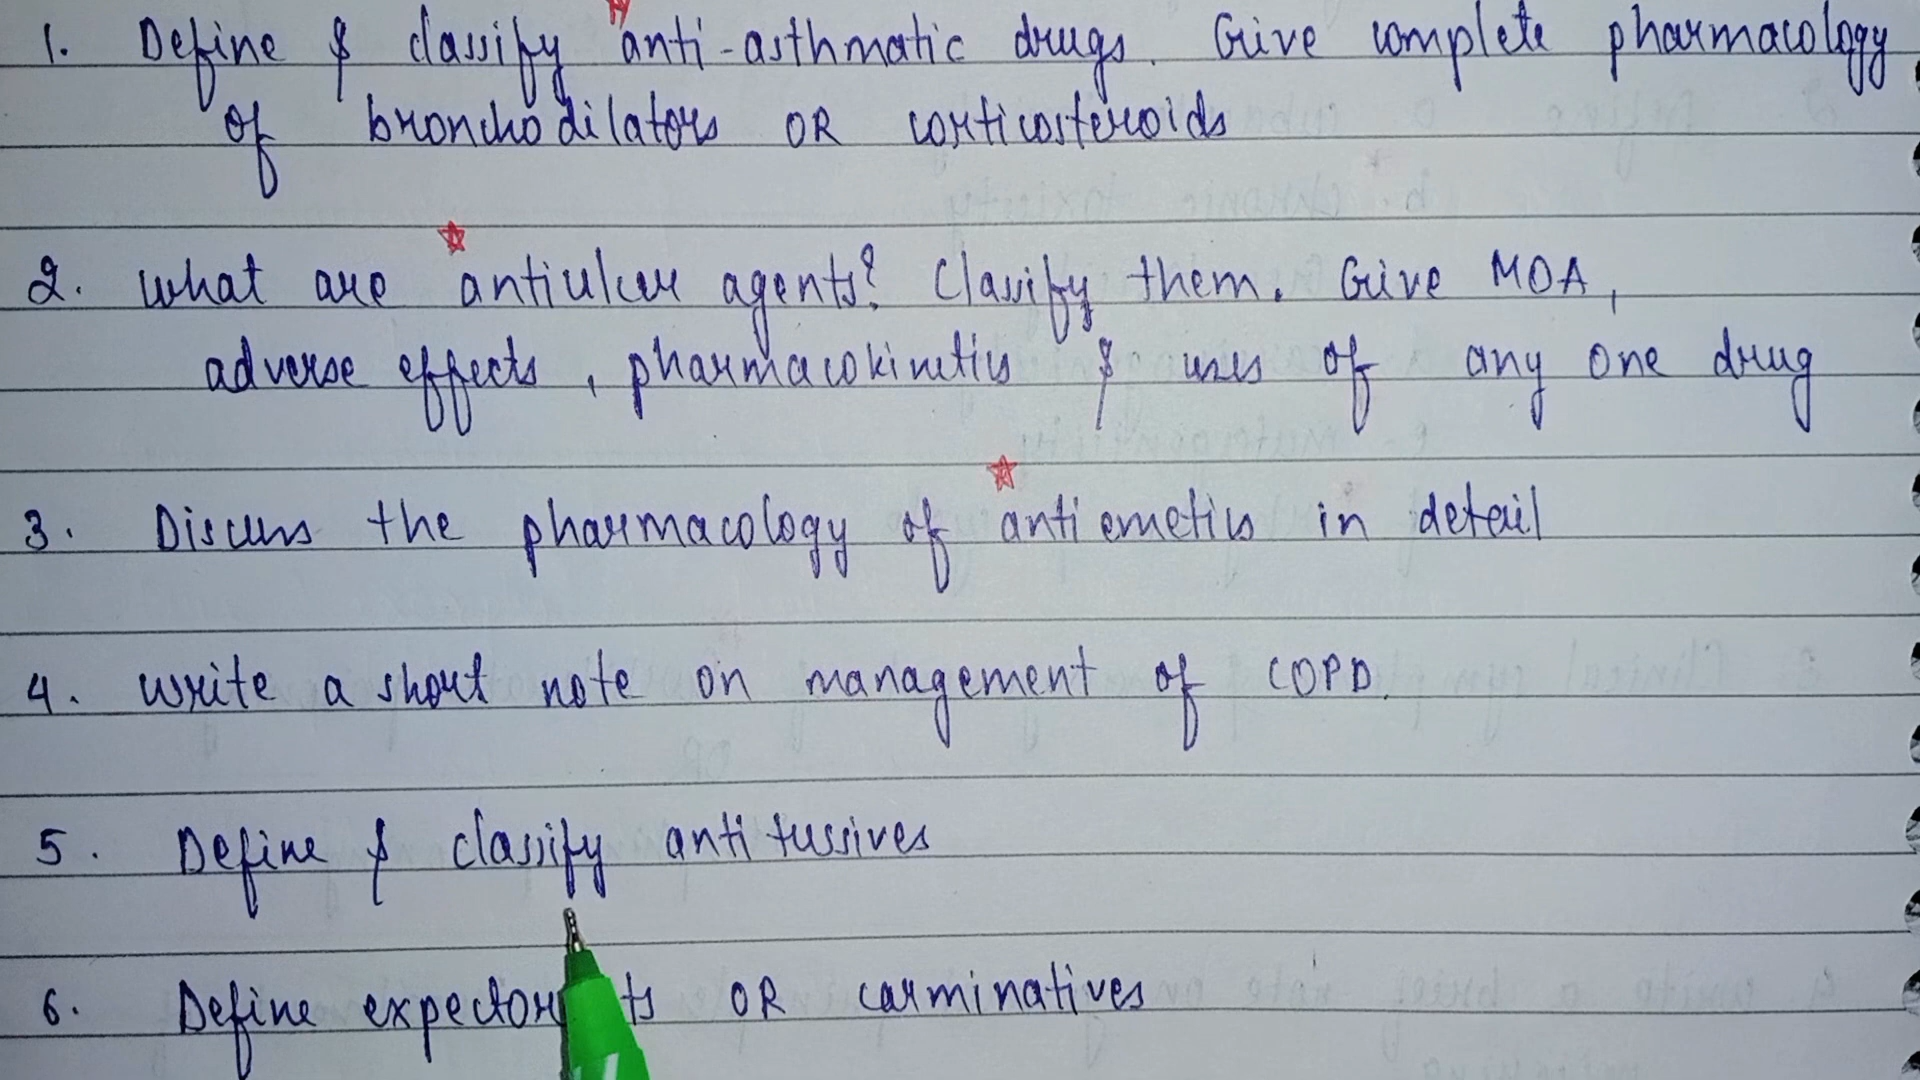 1. Define & classify anti-asthmatic drugs. Give complete pharmacology
of bronchodilators OR corticosteroids
2. What are antiulcer agents? Classify them. Give MOA,
adverse effects, pharmacokinetics & uses of any one drug
3. Discuss the pharmacology of antiemetics in detail
4. Write a short note on management of COPD.
5. Define & classify antitussives
6. Define OR carminatives